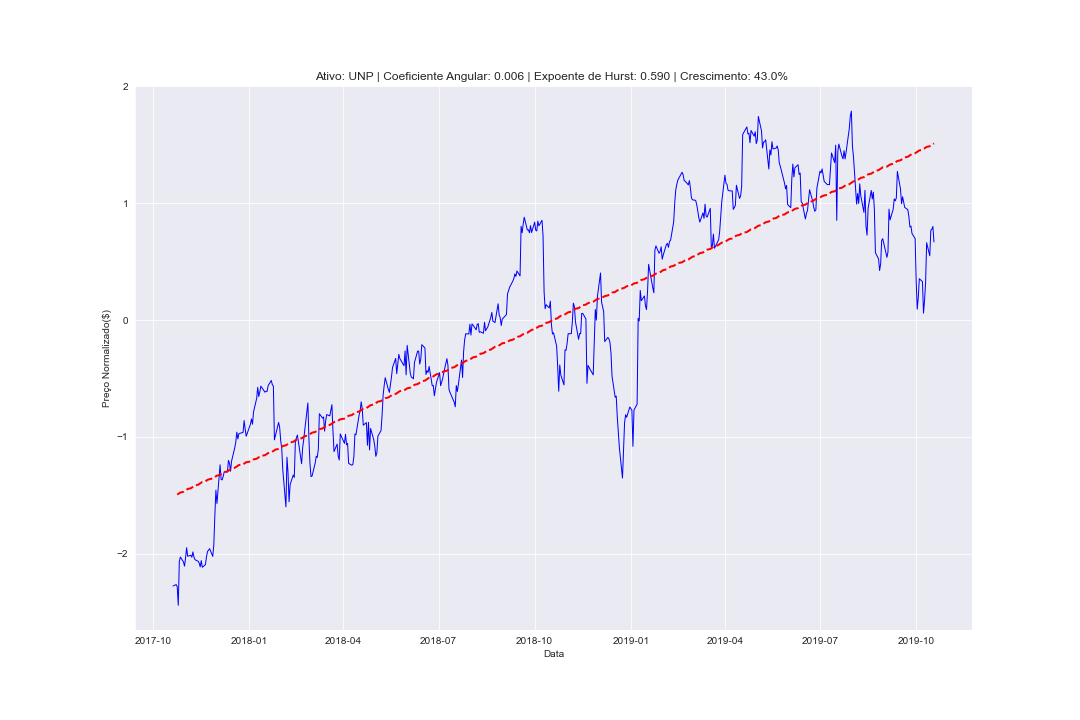 Ativo: UNP | Coeficiente Angular: 0.006 | Expoente de Hurst: 0.590 | Crescimento: 43.0%
2
1
0
−1
−2
Preço Normalizado($)
2017-10 2018-01 2018-04 2018-07 2018-10 2019-01 2019-04 2019-07 2019-10
Data